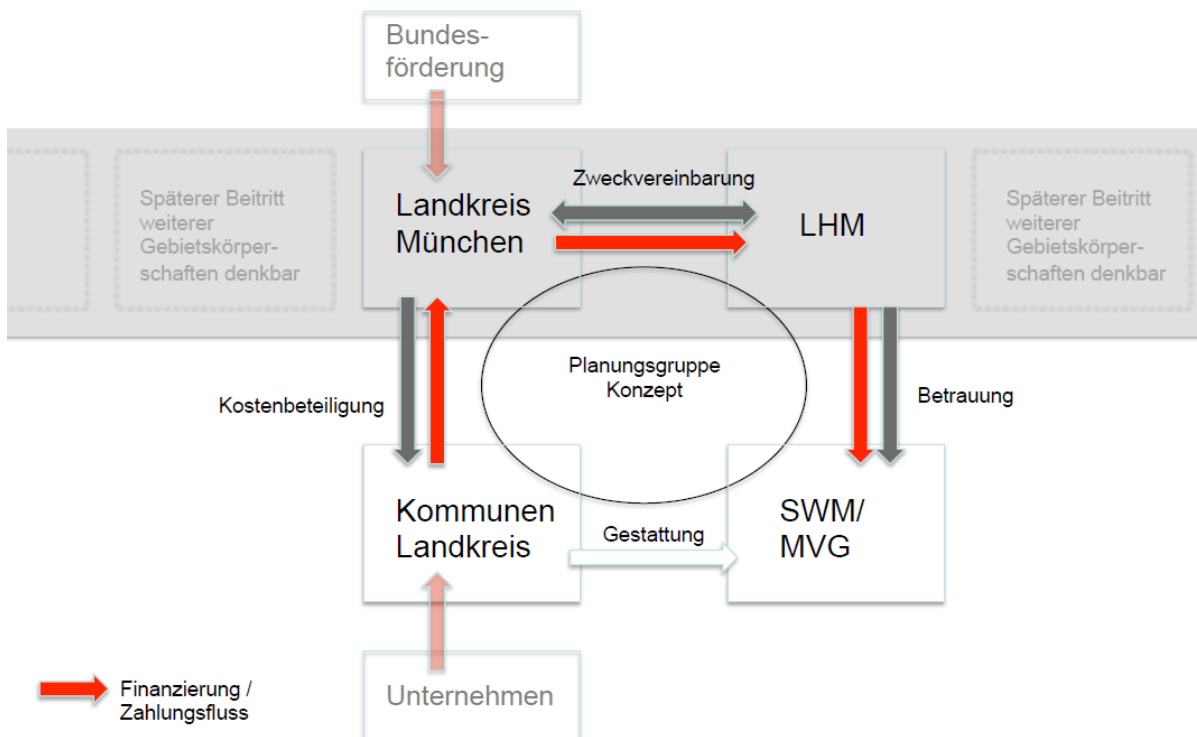 Bundes-
förderung
Späterer Beitritt
weiterer
Gebietskörper-
schaften denkbar
Landkreis
München
Zweckvereinbarung
LHM
Späterer Beitritt
weiterer
Gebietskörper-
schaften denkbar
Planungsgruppe
Konzept
Kostenbeteiligung
Betrauung
Kommunen
Landkreis
Gestattung
SWM/
MVG
Unternehmen
Finanzierung /
Zahlungsfluss